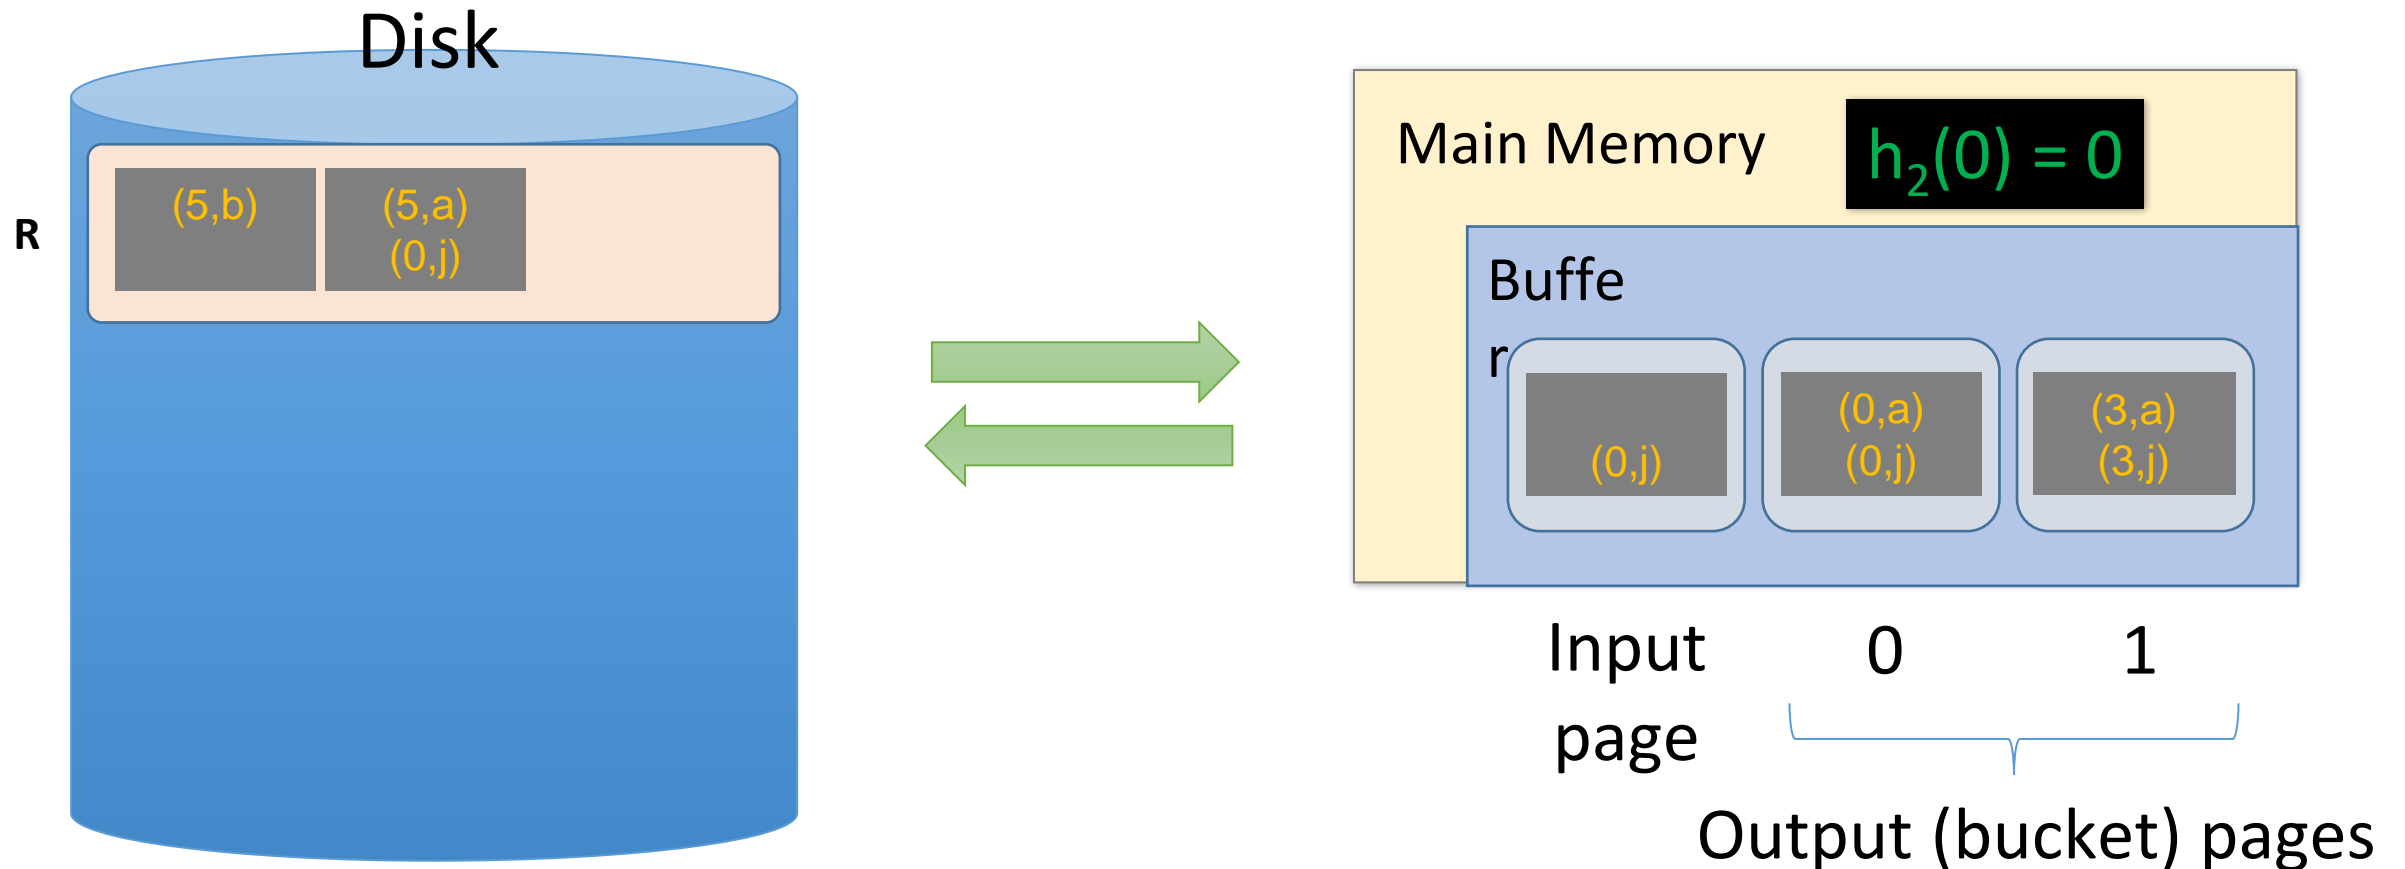 Disk
R
(5,b)
(5,a)
(0,j)
Main Memory
h₂(0) = 0
Buffe
r
(0,j)
(0,a)
(0,j)
(3,a)
(3,j)
Input
page
0
1
Output (bucket) pages